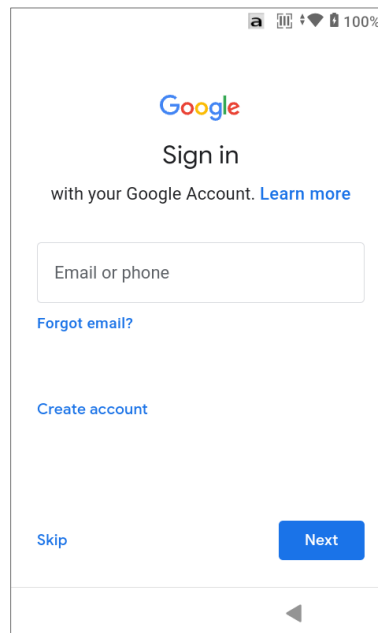 a 100%
Google
Sign in
with your Google Account. Learn more
Email or phone
Forgot email?
Create account
Skip Next